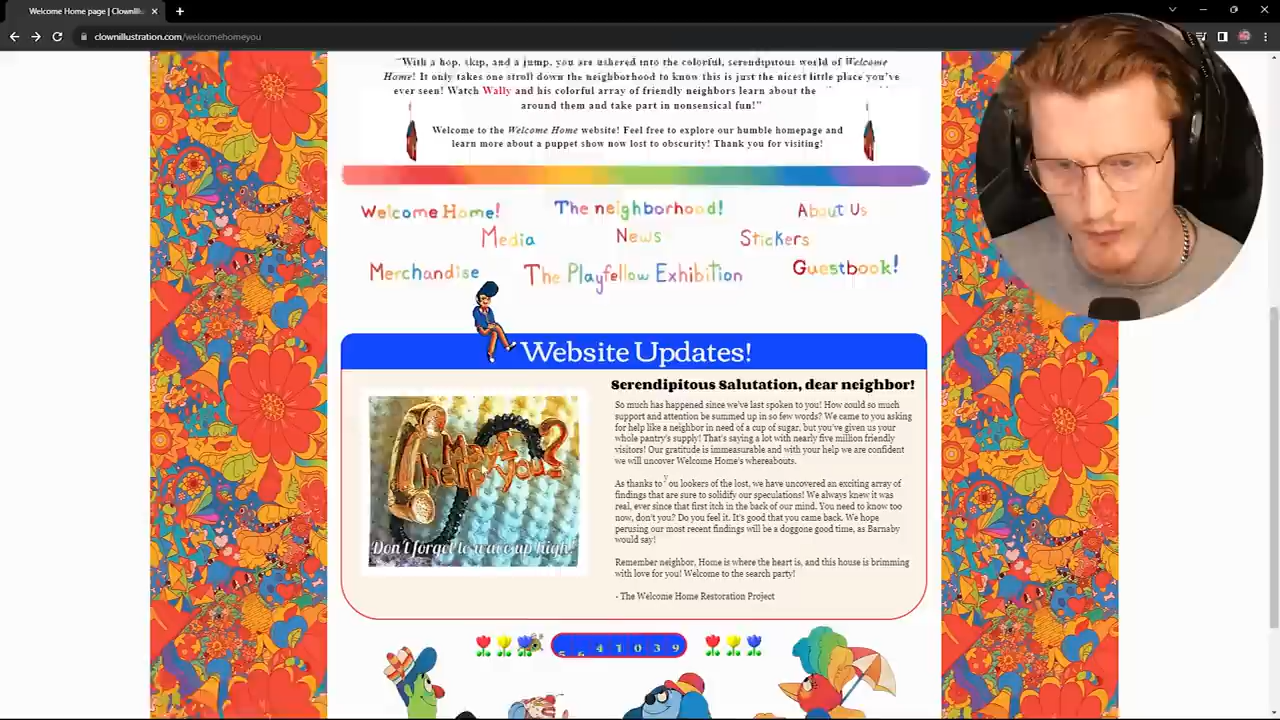 Welcome Home page | Clownill
clownillustration.com/welcomehomeyou
"With a hop, skip, and a jump, you are ushered into the colorful, serendipitous world of Welcome
Home! It only takes one stroll down the neighborhood to know this is just the nicest little place you've
ever seen! Watch Wally and his colorful array of friendly neighbors learn about the
around them and take part in nonsensical fun!"
Welcome to the Welcome Home website! Feel free to explore our humble homepage and
learn more about a puppet show now lost to obscurity! Thank you for visiting!
Welcome Home!
The neighborhood!
About Us
Media
News
Stickers
Merchandise
The Playfellow Exhibition
Guestbook!
Website Updates!
Serendipitous Salutation, dear neighbor!
So much has happened since we've last spoken to you! How could so much
support and attention be summed up in so few words? We came to you asking
for help like a neighbor in need of a cup of sugar, but you've given us your
whole pantry's supply! That's saying a lot with nearly five million friendly
visitors! Our gratitude is immeasurable and with your help we are confident
we will uncover Welcome Home's whereabouts.
As thanks to you lookers of the lost, we have uncovered an exciting array of
findings that are sure to solidify our speculations! We always knew it was
real, ever since that first itch in the back of our mind. You need to know too
now, don't you? Do you feel it. It's good that you came back. We hope
perusing our most recent findings will be a doggone good time, as Barnaby
would say!
Remember neighbor, Home is where the heart is, and this house is brimming
with love for you! Welcome to the search party!
- The Welcome Home Restoration Project
may I
help you?
Don't forget to wave up high!
4 1 0 3 9